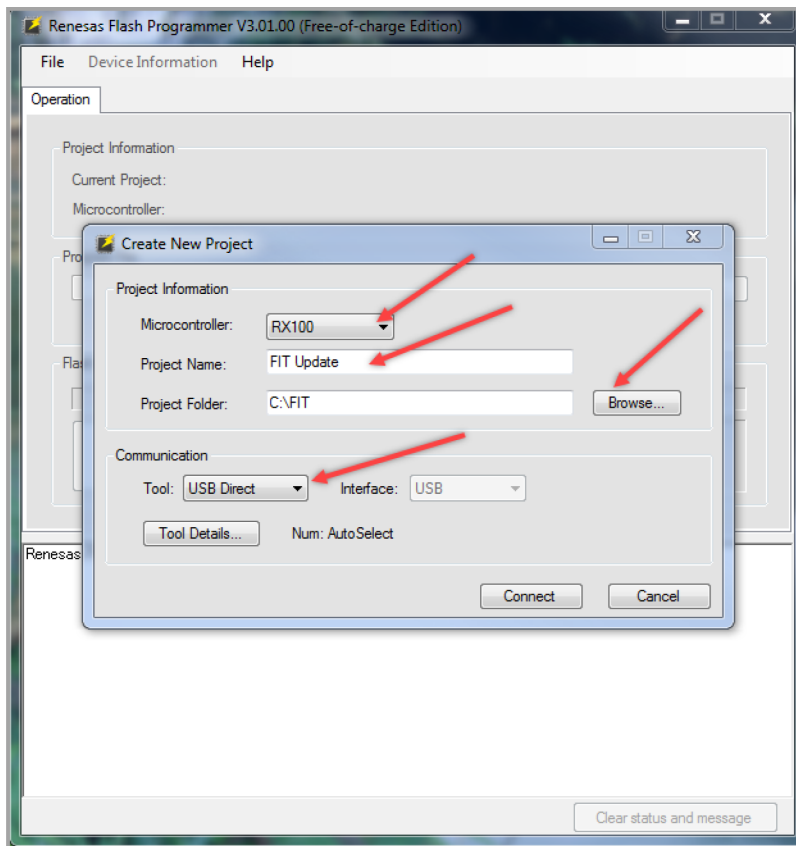 Renesas Flash Programmer V3.01.00 (Free-of-charge Edition)
File Device Information Help
Operation
Project Information
Current Project:
Microcontroller:
Create New Project
Project Information
Microcontroller: RX100
Project Name: FIT Update
Project Folder: C:\FIT Browse...
Communication
Tool: USB Direct Interface: USB
Tool Details... Num: AutoSelect
Connect Cancel
Renesas
Clear status and message